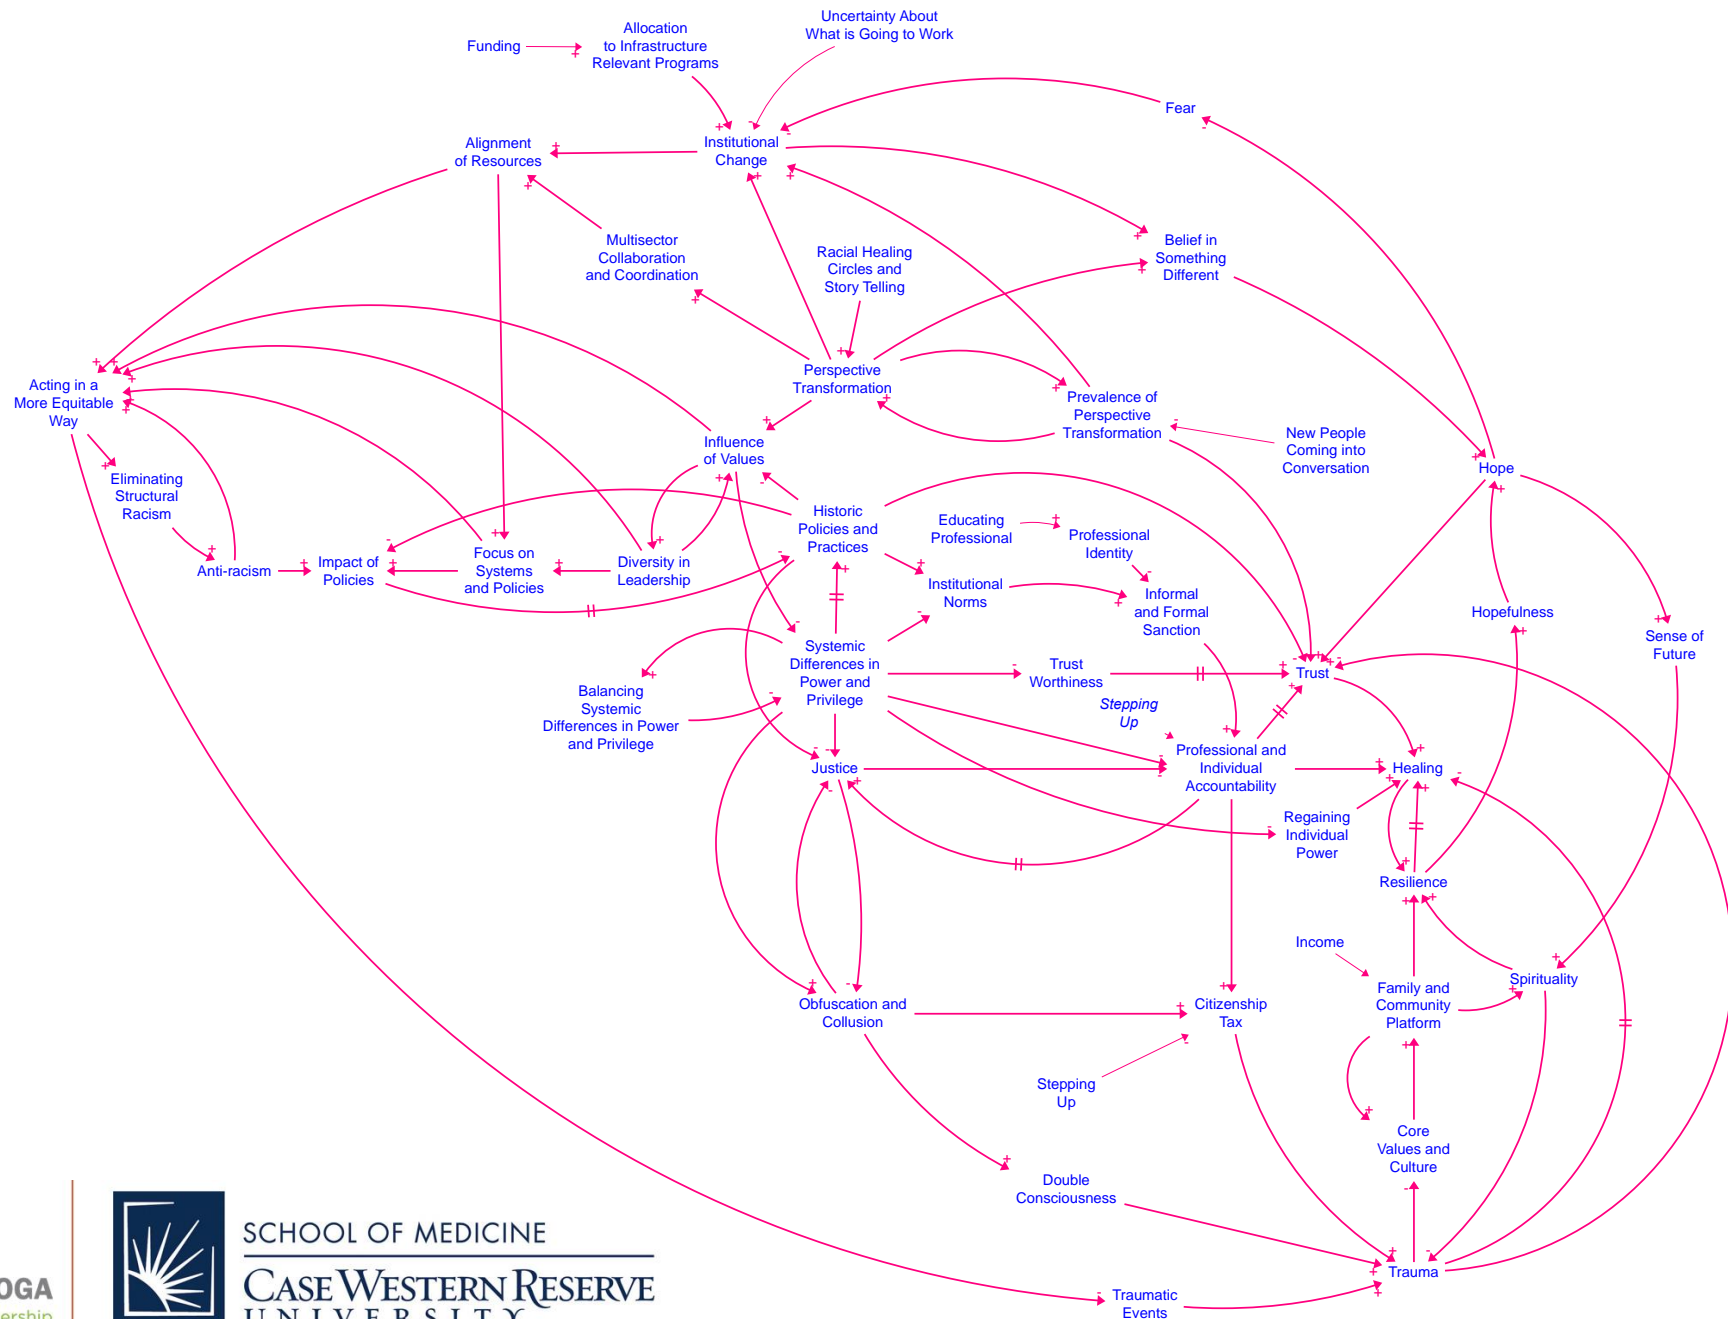 Uncertainty About
What is Going to Work
Funding
Allocation
to Infrastructure
Relevant Programs
Fear
Alignment
of Resources
Institutional
Change
Multisector
Collaboration
and Coordination
Racial Healing
Circles and
Story Telling
Belief in
Something
Different
Acting in a
More Equitable
Way
Perspective
Transformation
Prevalence of
Perspective
Transformation
New People
Coming into
Conversation
Influence
of Values
Hope
Eliminating
Structural
Racism
Historic
Policies and
Practices
Educating
Professional
Professional
Identity
Anti-racism
Impact of
Policies
Focus on
Systems
and Policies
Diversity in
Leadership
Institutional
Norms
Informal
and Formal
Sanction
Hopefulness
Sense of
Future
Systemic
Differences in
Power and
Privilege
Trust
Worthiness
Trust
Balancing
Systemic
Differences in Power
and Privilege
Stepping
Up
Justice
Professional and
Individual
Accountability
Healing
Regaining
Individual
Power
Resilience
Income
Family and
Community
Platform
Spirituality
Obfuscation and
Collusion
Citizenship
Tax
Stepping
Up
Core
Values and
Culture
Double
Consciousness
Trauma
Traumatic
Events
OGA
ership
SCHOOL OF MEDICINE
CASE WESTERN RESERVE
UNIVERSITY